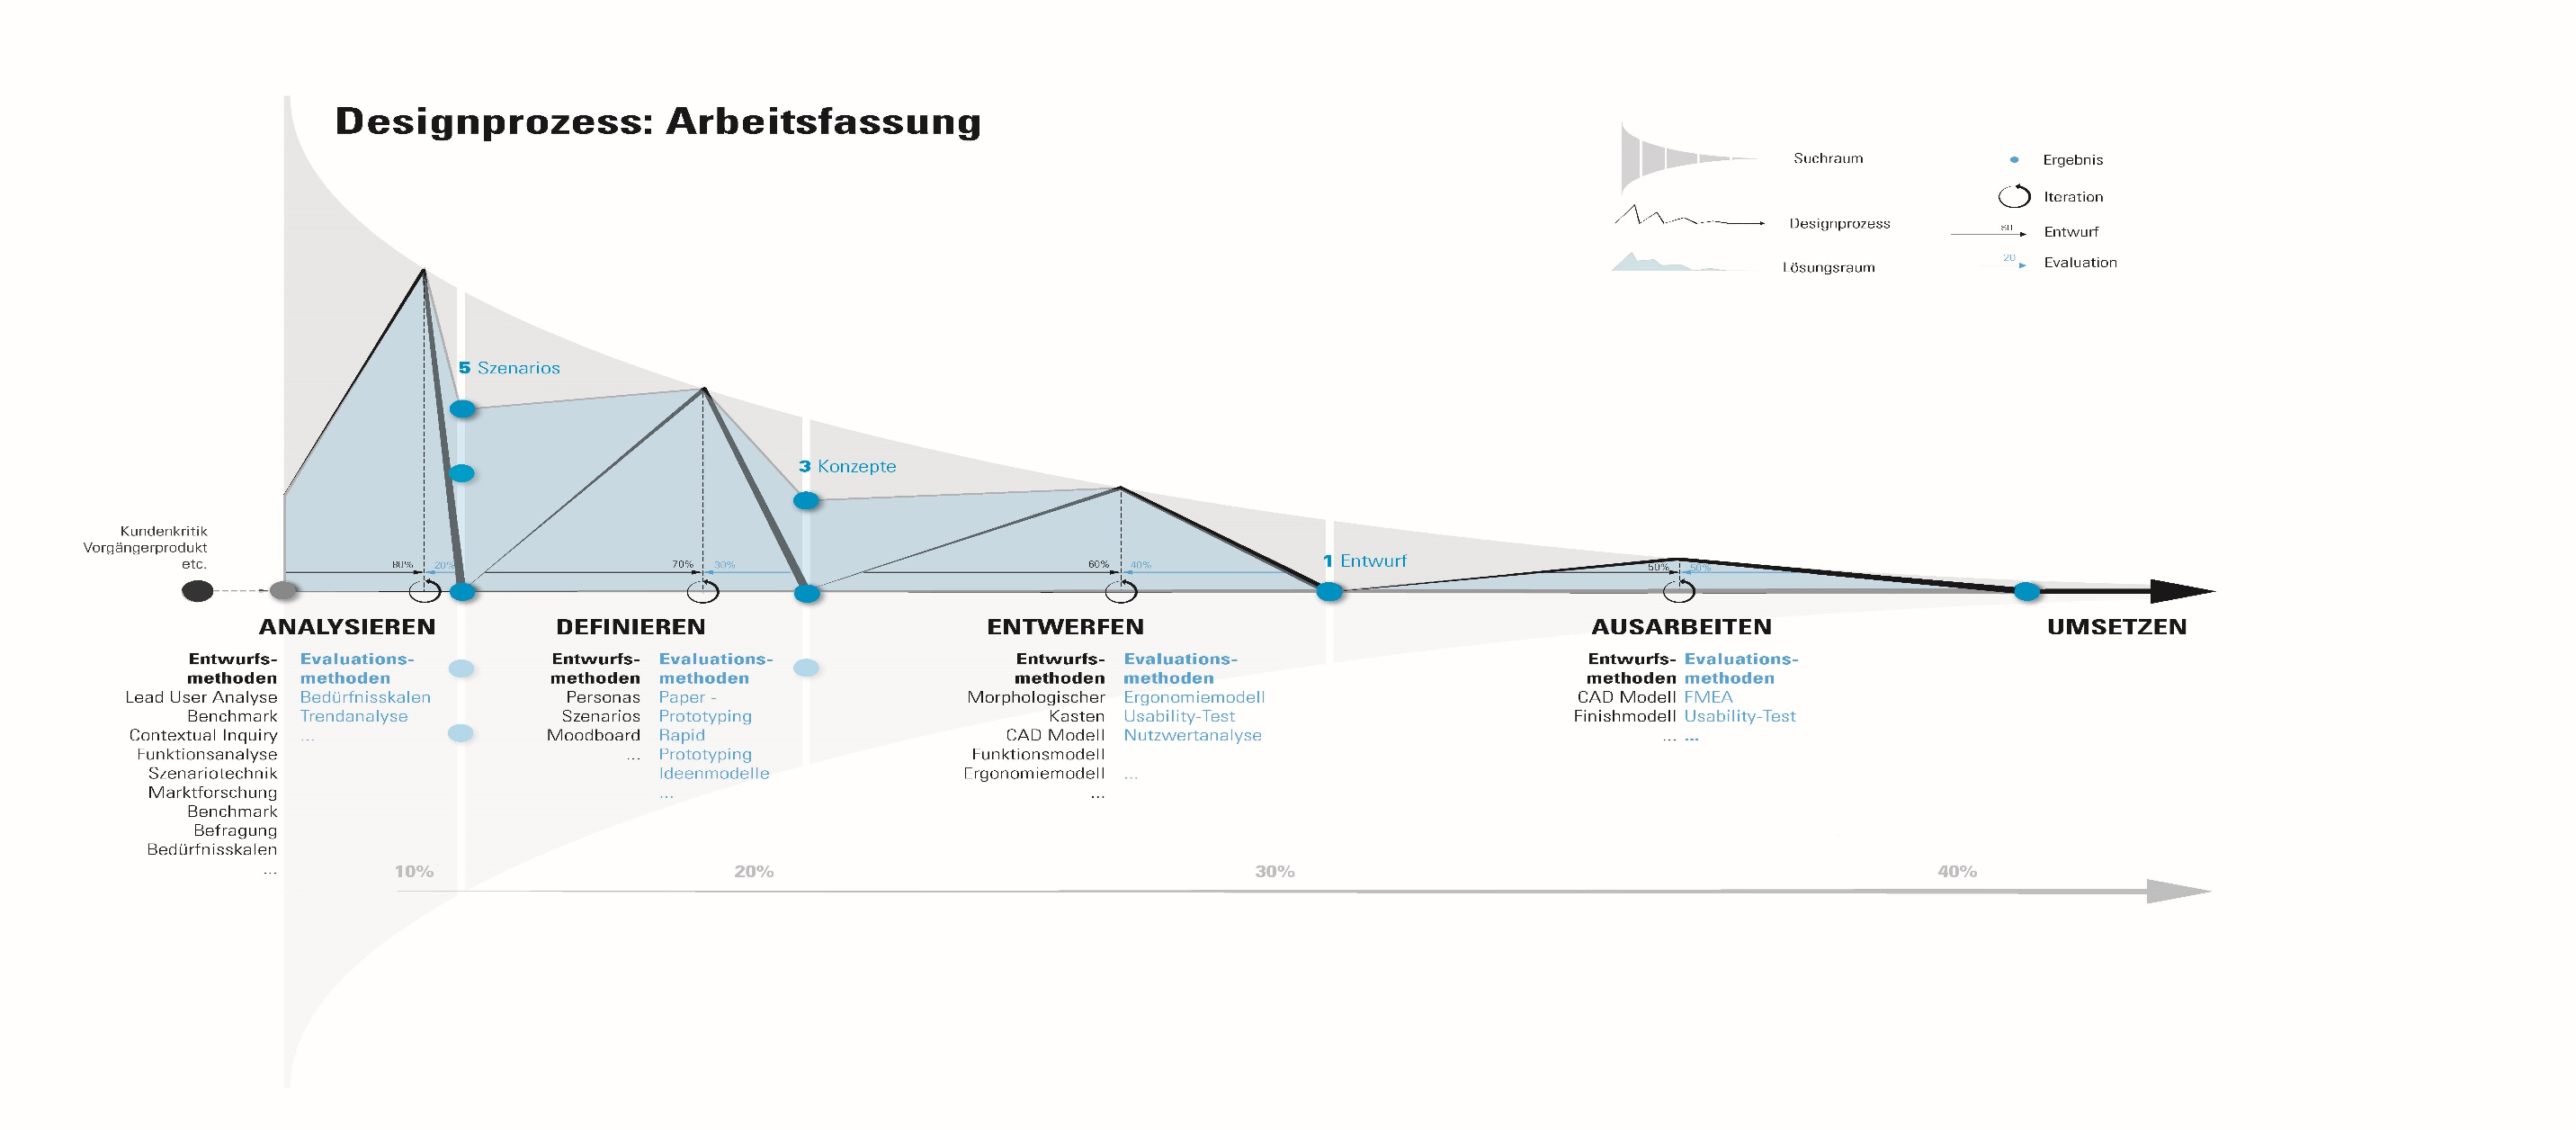 Designprozess: Arbeitsfassung
Suchraum
Designprozess
Lösungsraum
Ergebnis
Iteration
80
Entwurf
20
Evaluation
5 Szenarios
3 Konzepte
1 Entwurf
Kundenkritik
Vorgängerprodukt
etc.
80% 20%
70% 30%
60% 40%
50% 50%
ANALYSIEREN
Entwurfs-
methoden
Lead User Analyse
Benchmark
Contextual Inquiry
Funktionsanalyse
Szenariotechnik
Marktforschung
Benchmark
Befragung
Bedürfnisskalen
...
Evaluations-
methoden
Bedürfnisskalen
Trendanalyse
...
DEFINIEREN
Entwurfs-
methoden
Personas
Szenarios
Moodboard
...
Evaluations-
methoden
Paper -
Prototyping
Rapid
Prototyping
Ideenmodelle
...
ENTWERFEN
Entwurfs-
methoden
Morphologischer
Kasten
CAD Modell
Funktionsmodell
Ergonomiemodell
...
Evaluations-
methoden
Ergonomiemodell
Usability-Test
Nutzwertanalyse
...
AUSARBEITEN
Entwurfs-
methoden
CAD Modell
Finishmodell
...
Evaluations-
methoden
FMEA
Usability-Test
...
UMSETZEN
10%
20%
30%
40%